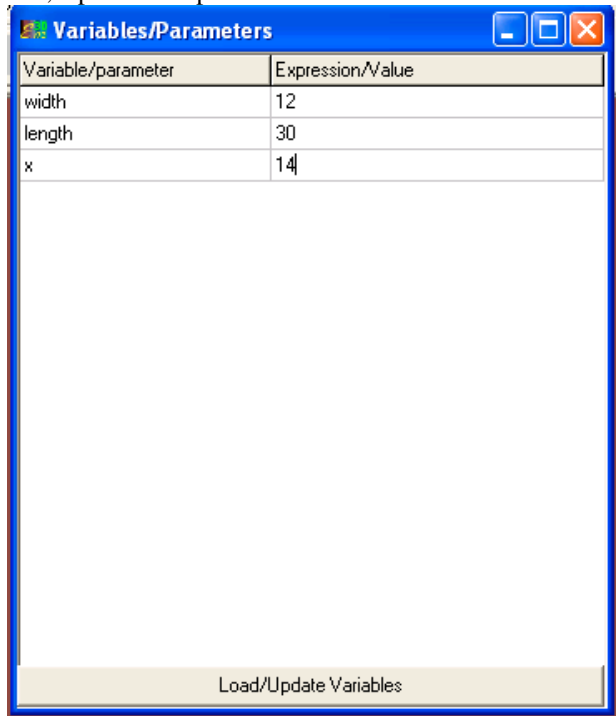 Variables/Parameters
Variable/parameter Expression/Value
width 12
length 30
x 14
Load/Update Variables